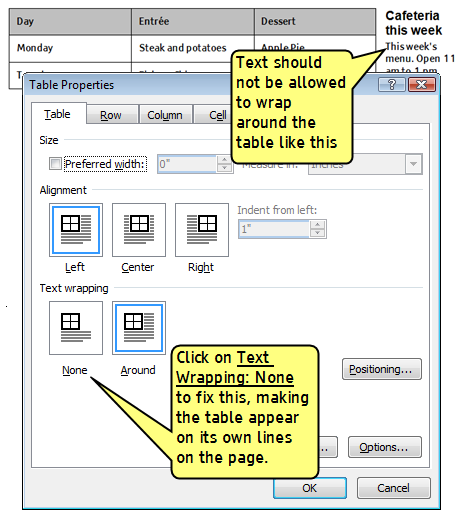 Day Entrée Dessert
Cafeteria
this week
Monday Steak and potatoes Apple Pie
This week's
menu. Open 11
am to 1 pm
Text should
not be allowed
to wrap
around the
table like this
Table Properties
Table Row Column Cell
Size
Preferred width: 0" Measure in: Inches
Alignment
Indent from left:
1"
Left Center Right
Text wrapping
None Around
Click on Text
Wrapping: None
to fix this, making
the table appear
on its own lines
on the page.
Positioning...
Options...
OK Cancel